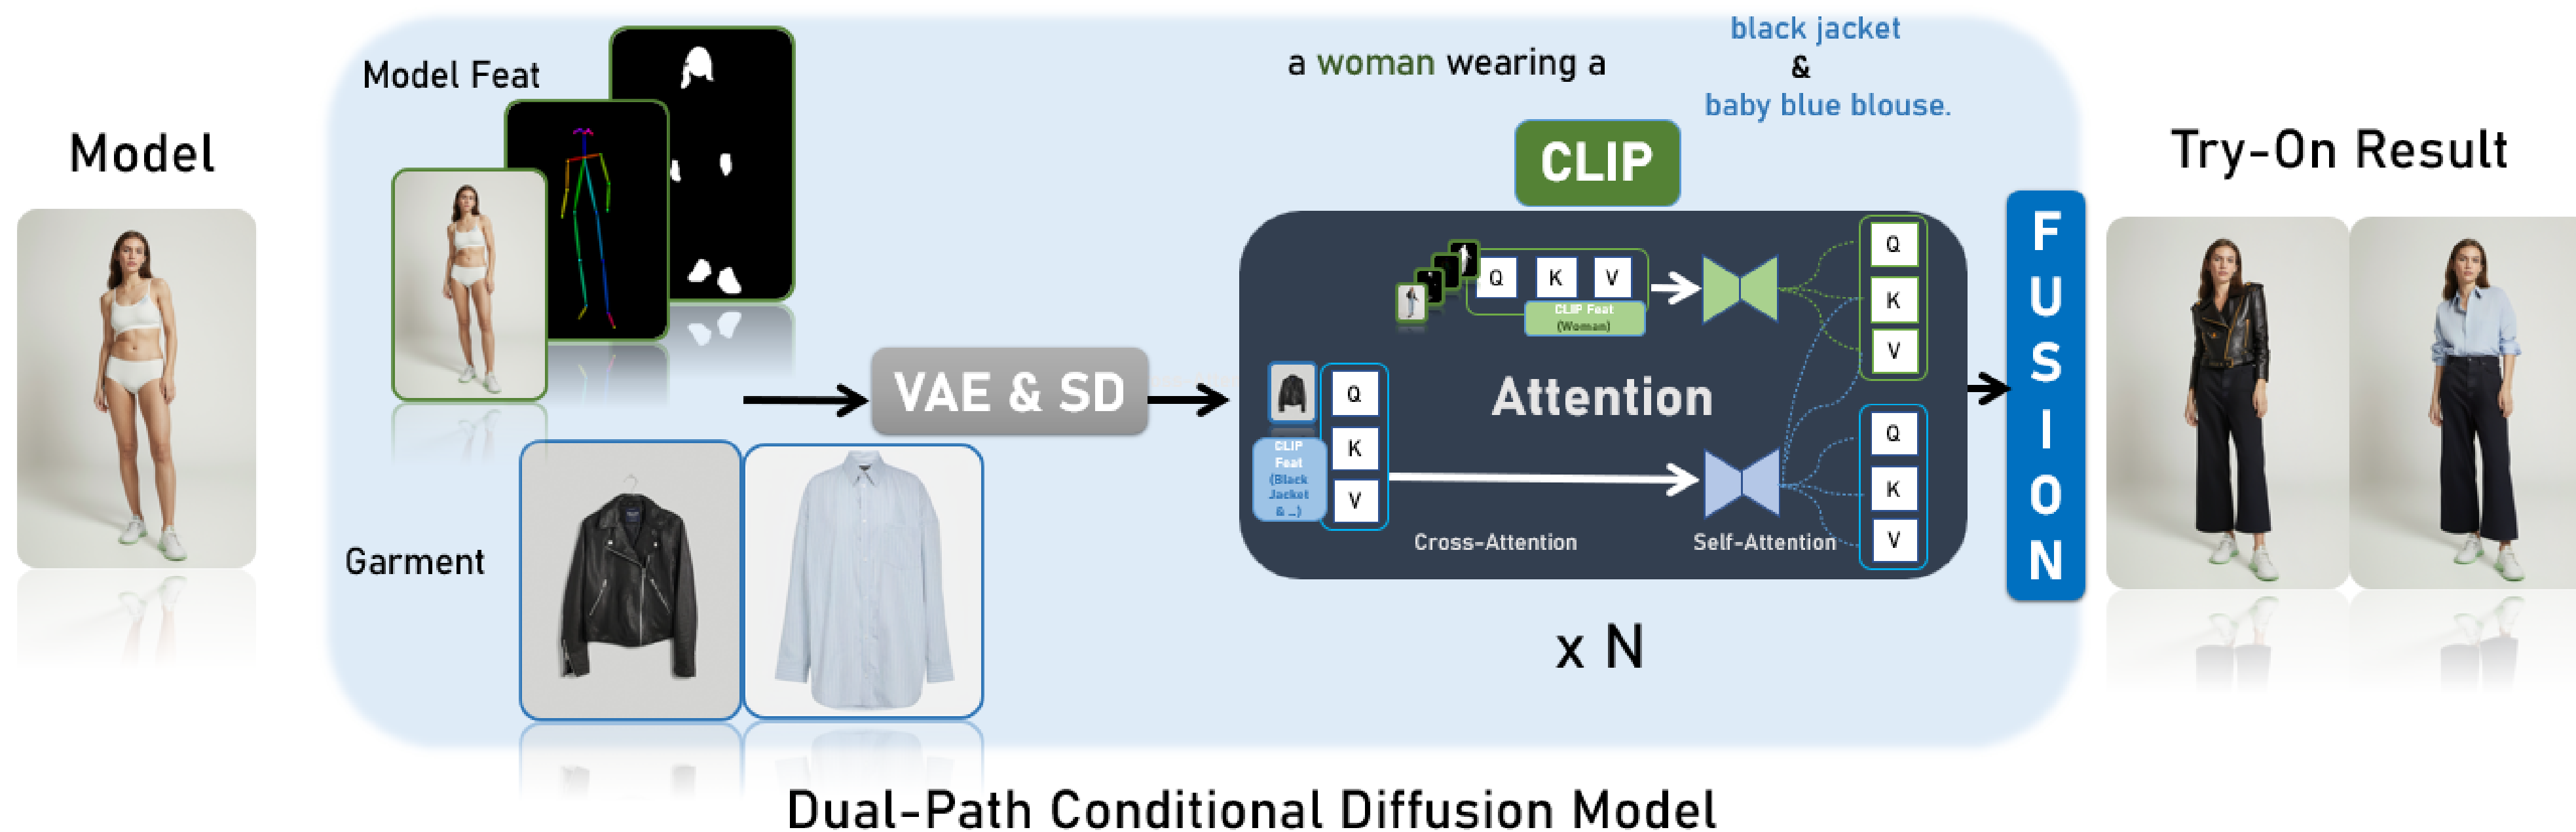 Model
Model Feat
Garment
VAE & SD
a woman wearing a
black jacket
&
baby blue blouse.
CLIP
Q
K
V
CLIP Feat
(Woman)
Q
K
V
CLIP
Feat
(Black
Jacket
& ...)
Q
K
V
Attention
Cross-Attention
Self-Attention
Q
K
V
x N
FUSION
Try-On Result
Dual-Path Conditional Diffusion Model